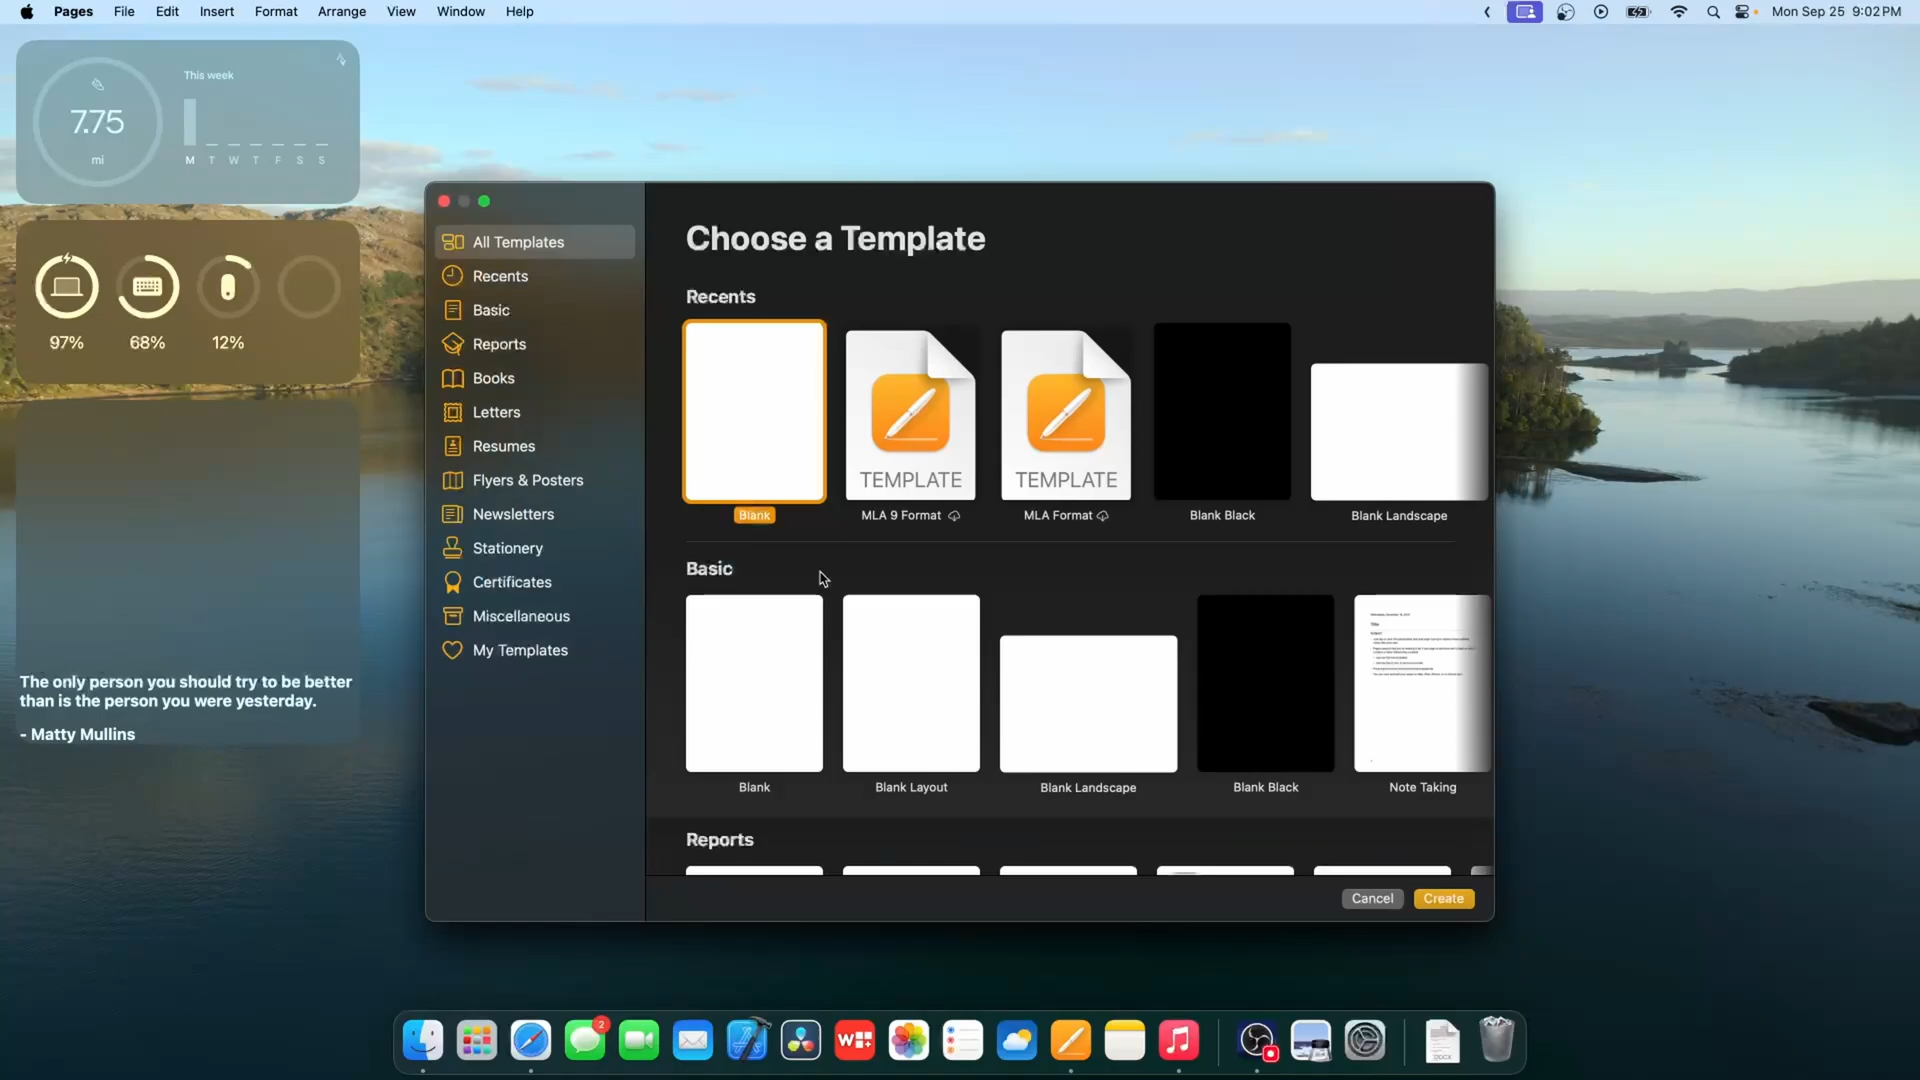 Pages File Edit Insert Format Arrange View Window Help
Mon Sep 25 9:02 PM
This week
7.75
mi
M T W T F S S
97% 68% 12%
The only person you should try to be better
than is the person you were yesterday.
- Matty Mullins
All Templates
Recents
Basic
Reports
Books
Letters
Resumes
Flyers & Posters
Newsletters
Stationery
Certificates
Miscellaneous
My Templates
Choose a Template
Recents
TEMPLATE TEMPLATE
Blank MLA 9 Format MLA Format Blank Black Blank Landscape
Basic
Title
Blank Blank Layout Blank Landscape Blank Black Note Taking
Reports
Cancel Create
2
DOCX